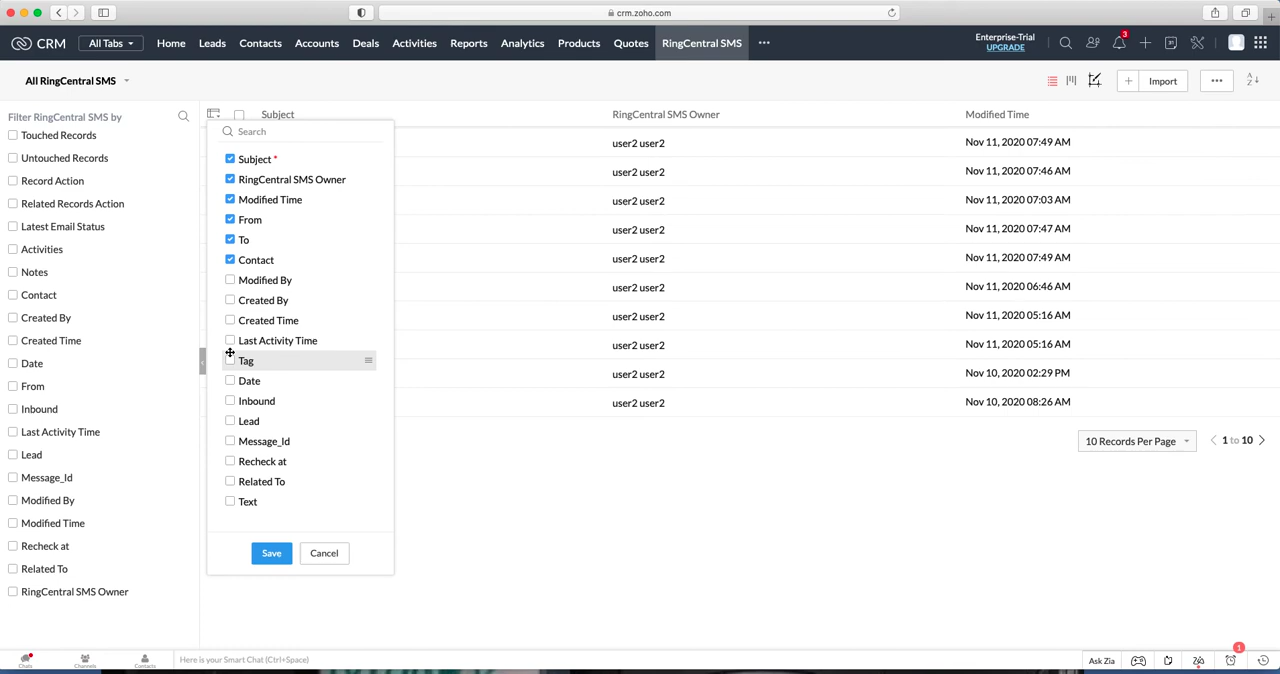 crm.zoho.com
CRM
All Tabs
Home
Leads
Contacts
Accounts
Deals
Activities
Reports
Analytics
Products
Quotes
RingCentral SMS
Enterprise-Trial
UPGRADE
3
31
All RingCentral SMS
Import
Filter RingCentral SMS by
Touched Records
Untouched Records
Record Action
Related Records Action
Latest Email Status
Activities
Notes
Contact
Created By
Created Time
Date
From
Inbound
Last Activity Time
Lead
Message_Id
Modified By
Modified Time
Recheck at
Related To
RingCentral SMS Owner
Search
Subject *
RingCentral SMS Owner
Modified Time
From
To
Contact
Modified By
Created By
Created Time
Last Activity Time
Tag
Date
Inbound
Lead
Message_Id
Recheck at
Related To
Text
Save
Cancel
Subject
RingCentral SMS Owner
Modified Time
user2 user2
Nov 11, 2020 07:49 AM
user2 user2
Nov 11, 2020 07:46 AM
user2 user2
Nov 11, 2020 07:03 AM
user2 user2
Nov 11, 2020 07:47 AM
user2 user2
Nov 11, 2020 07:49 AM
user2 user2
Nov 11, 2020 06:46 AM
user2 user2
Nov 11, 2020 05:16 AM
user2 user2
Nov 11, 2020 05:16 AM
user2 user2
Nov 10, 2020 02:29 PM
user2 user2
Nov 10, 2020 08:26 AM
10 Records Per Page
1 to 10
Chats
Channels
Contacts
Here is your Smart Chat (Ctrl+Space)
Ask Zia
1